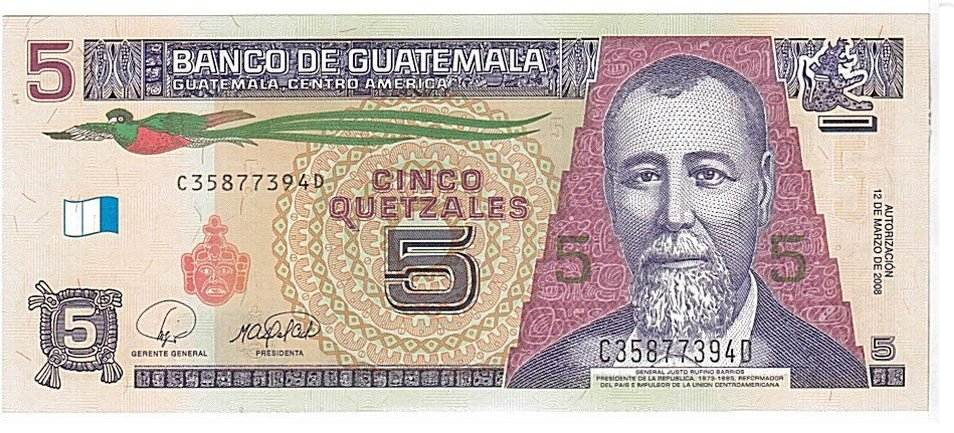 5
BANCO DE GUATEMALA
GUATEMALA, CENTRO AMERICA
C35877394D
CINCO
QUETZALES
5
5 5
AUTORIZACIÓN
12 DE MARZO DE 2008
5
GERENTE GENERAL
PRESIDENTA
C35877394D
5
GENERAL JUSTO RUFINO BARRIOS
PRESIDENTE DE LA REPUBLICA, 1873-1885, REFORMADOR
DEL PAIS E IMPULSOR DE LA UNION CENTROAMERICANA